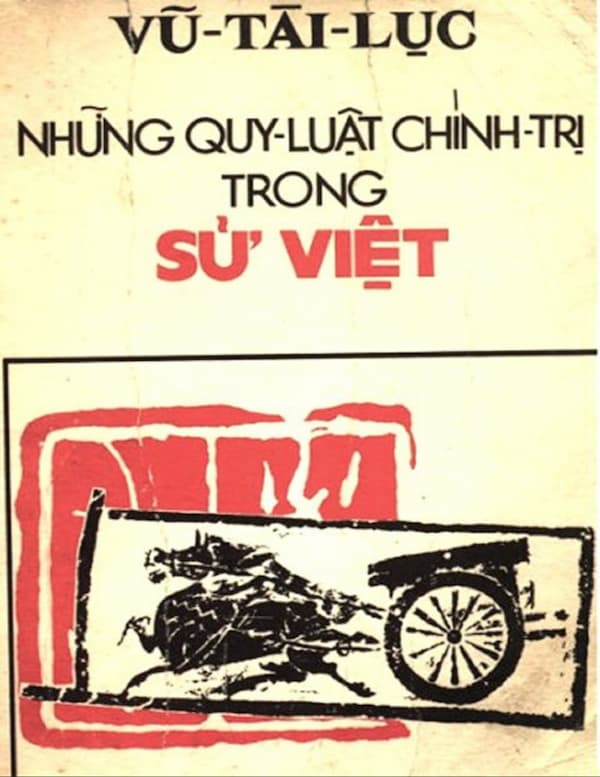 VŨ-TÀI-LỤC
NHỮNG QUY-LUẬT CHÍNH-TRỊ
TRONG
SỬ VIỆT